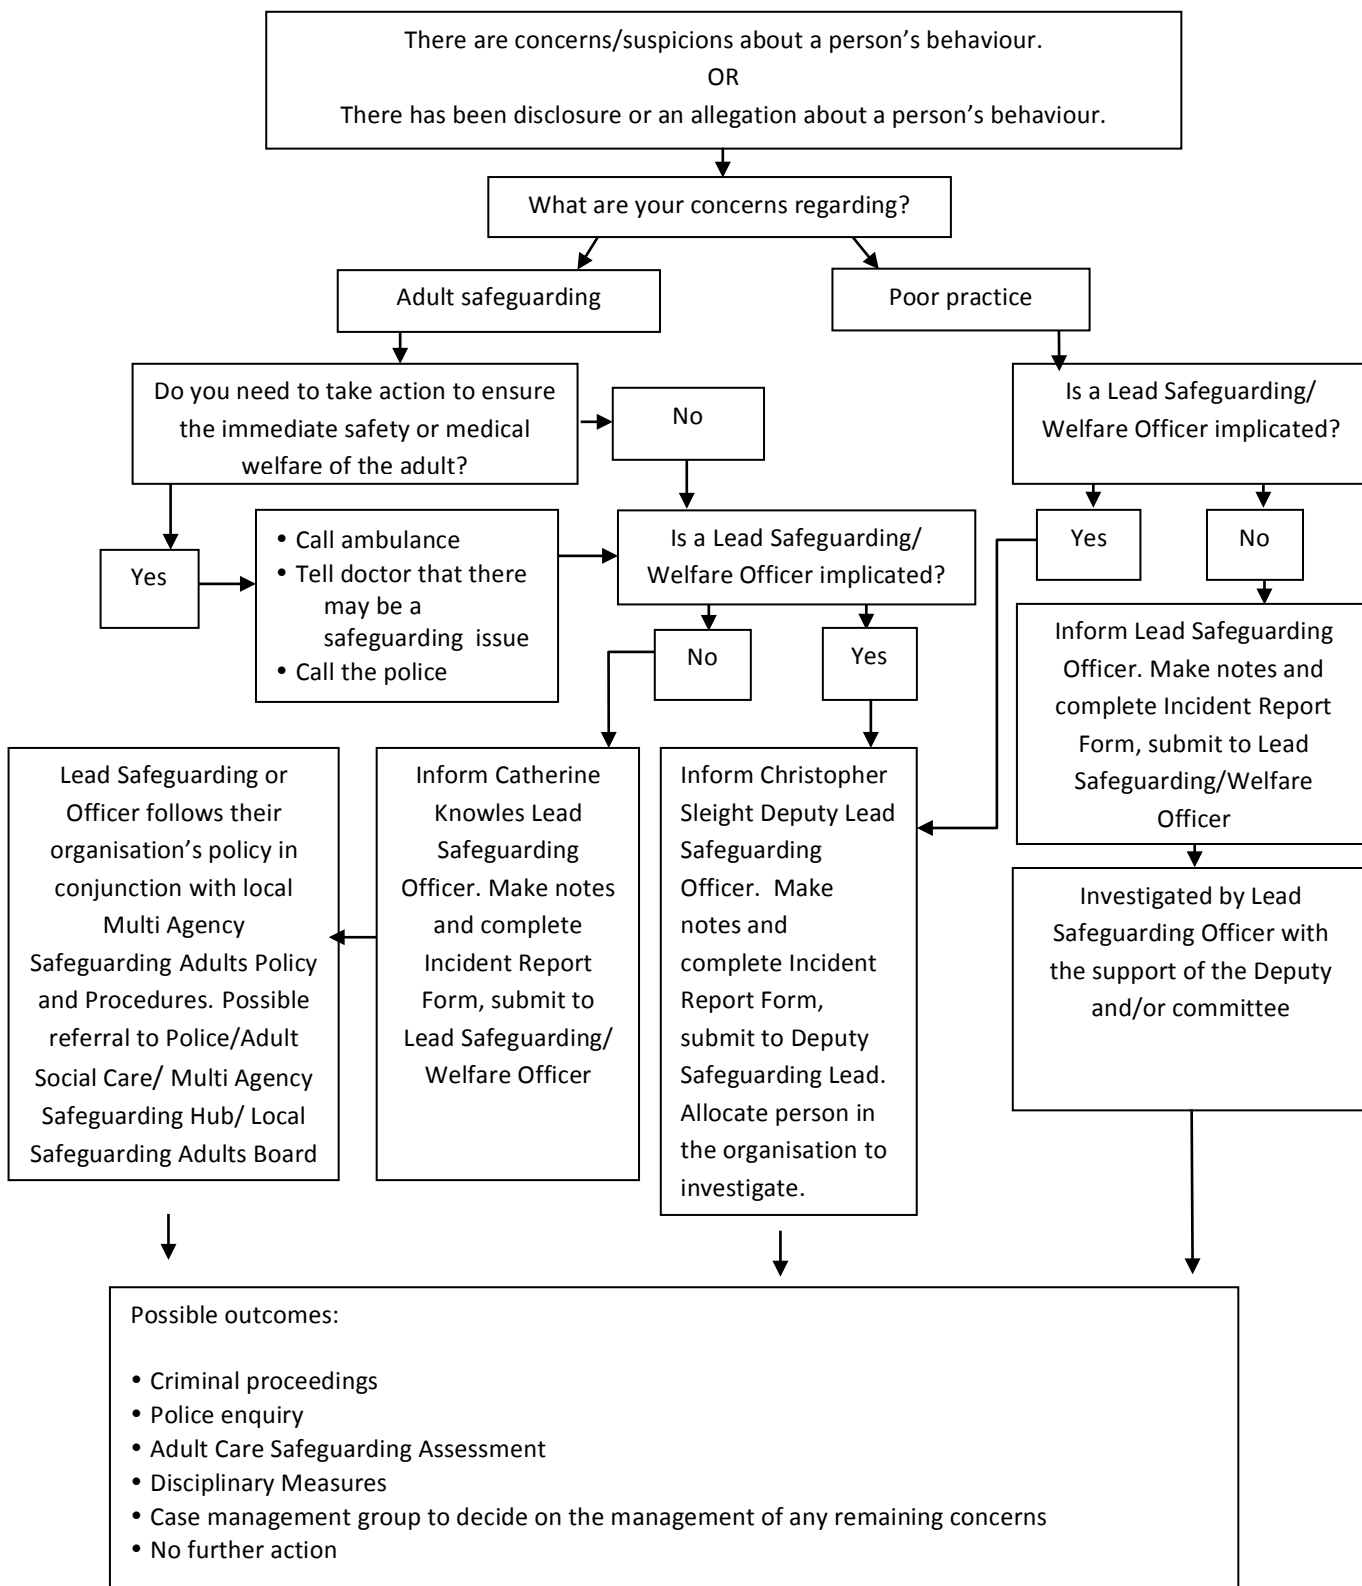 There are concerns/suspicions about a person’s behaviour.
OR
There has been disclosure or an allegation about a person’s behaviour.
What are your concerns regarding?
Adult safeguarding
Poor practice
Do you need to take action to ensure
the immediate safety or medical
welfare of the adult?
No
Is a Lead Safeguarding/
Welfare Officer implicated?
Yes
• Call ambulance
• Tell doctor that there
may be a
safeguarding issue
• Call the police
Is a Lead Safeguarding/
Welfare Officer implicated?
Yes
No
No
Yes
Inform Lead Safeguarding
Officer. Make notes and
complete Incident Report
Form, submit to Lead
Safeguarding/Welfare
Officer
Lead Safeguarding or
Officer follows their
organisation’s policy in
conjunction with local
Multi Agency
Safeguarding Adults Policy
and Procedures. Possible
referral to Police/Adult
Social Care/ Multi Agency
Safeguarding Hub/ Local
Safeguarding Adults Board
Inform Catherine
Knowles Lead
Safeguarding
Officer. Make notes
and complete
Incident Report
Form, submit to
Lead Safeguarding/
Welfare Officer
Inform Christopher
Sleight Deputy Lead
Safeguarding
Officer. Make
notes and
complete Incident
Report Form,
submit to Deputy
Safeguarding Lead.
Allocate person in
the organisation to
investigate.
Investigated by Lead
Safeguarding Officer with
the support of the Deputy
and/or committee
Possible outcomes:
• Criminal proceedings
• Police enquiry
• Adult Care Safeguarding Assessment
• Disciplinary Measures
• Case management group to decide on the management of any remaining concerns
• No further action